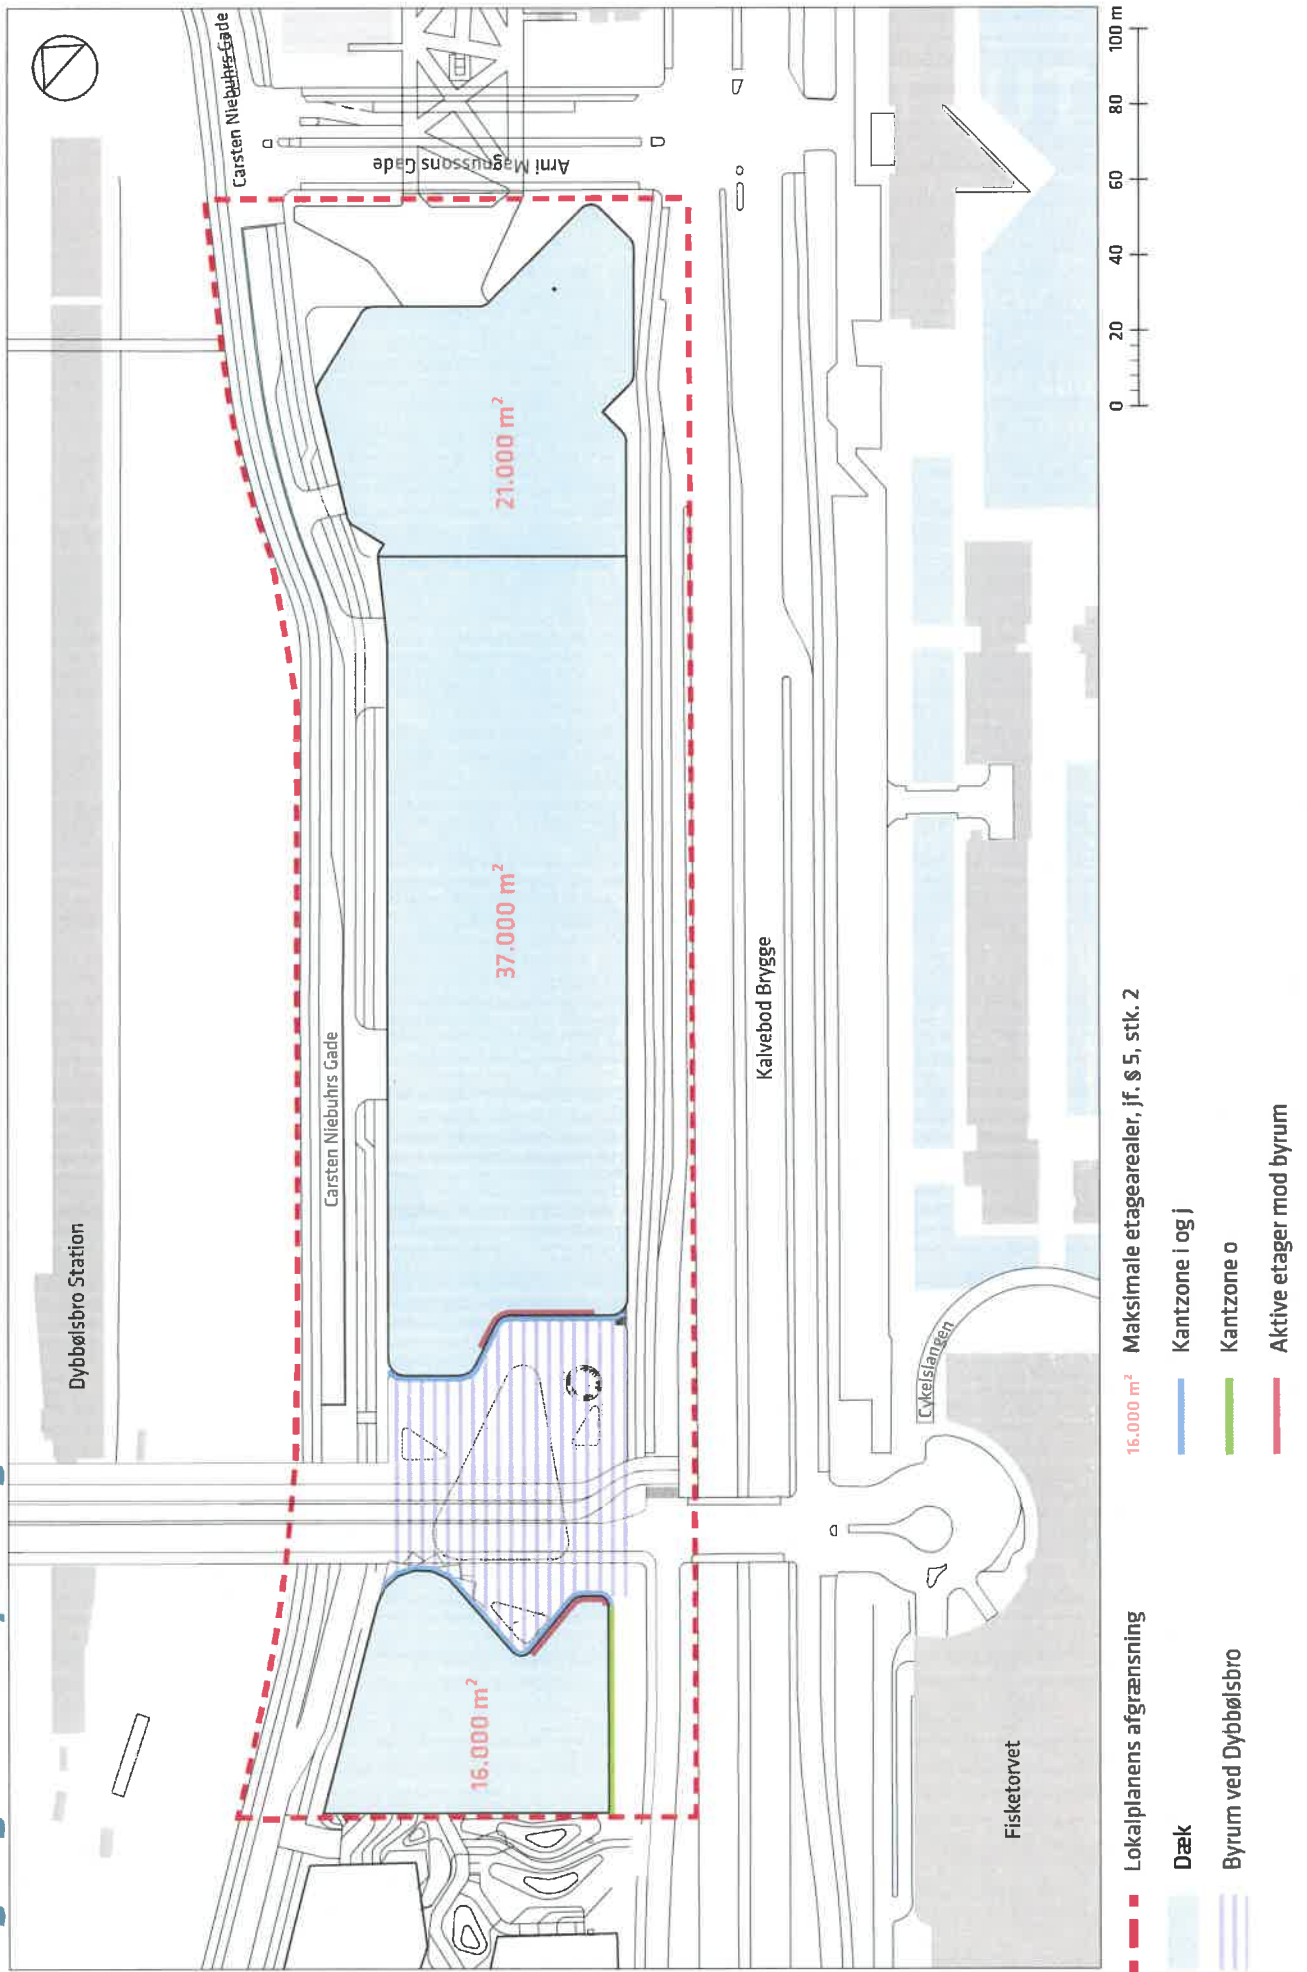 Dybbølsbro Station
Carsten Niebuhrs Gade
Carsten Niebuhrs Gade
Arni Magnussons Gade
16.000 m²
37.000 m²
21.000 m²
Kalvebod Brygge
Cykelslangen
Fisketorvet
0 20 40 60 80 100 m
Lokalplanens afgrænsning
Dæk
Byrum ved Dybbølsbro
16.000 m² Maksimale etagearealer, jf. § 5, stk. 2
Kantzone i og j
Kantzone o
Aktive etager mod byrum